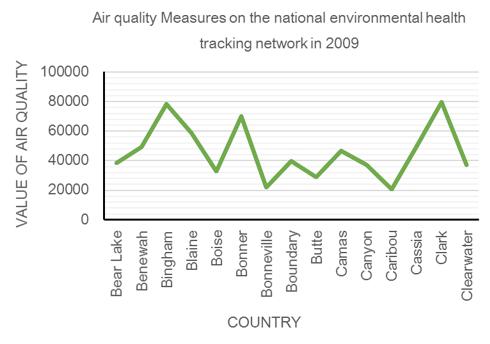 Air quality Measures on the national environmental health
tracking network in 2009
VALUE OF AIR QUALITY
100000
80000
60000
40000
20000
0
Bear Lake
Benewah
Bingham
Blaine
Boise
Bonner
Bonneville
Boundary
Butte
Camas
Canyon
Caribou
Cassia
Clark
Clearwater
COUNTRY